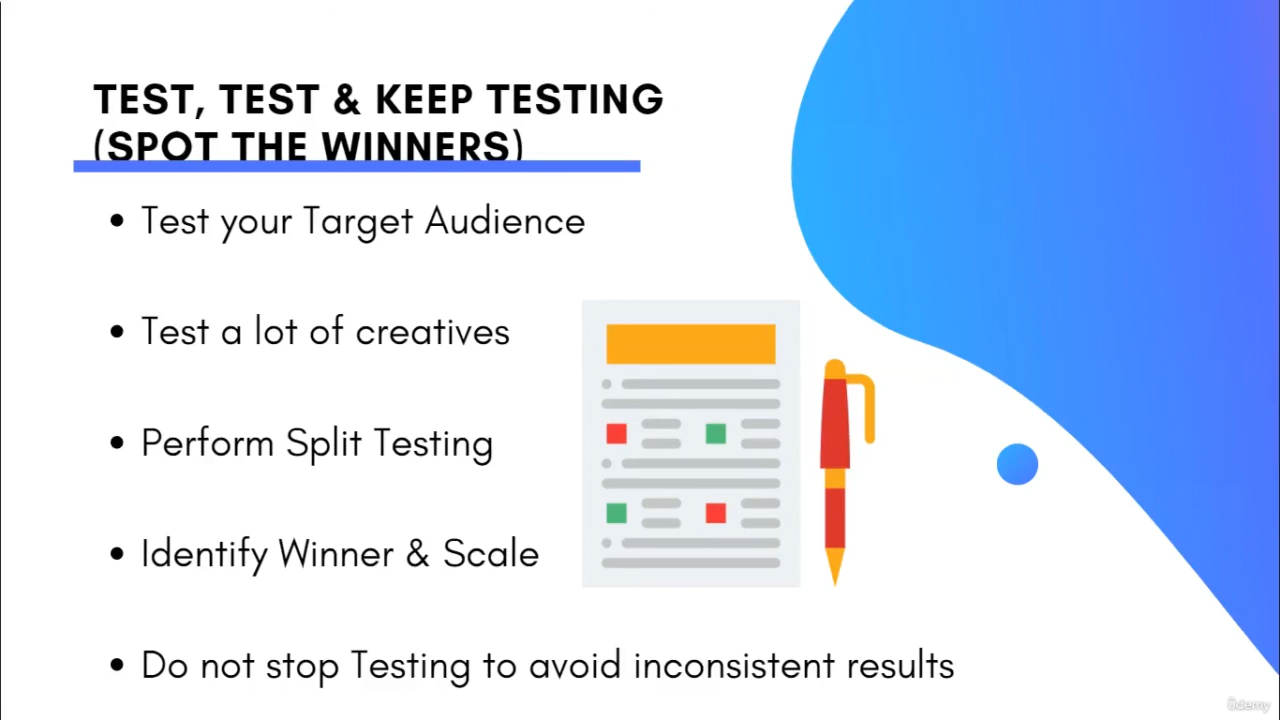 TEST, TEST & KEEP TESTING
(SPOT THE WINNERS)
• Test your Target Audience
• Test a lot of creatives
• Perform Split Testing
• Identify Winner & Scale
• Do not stop Testing to avoid inconsistent results
ûdemy